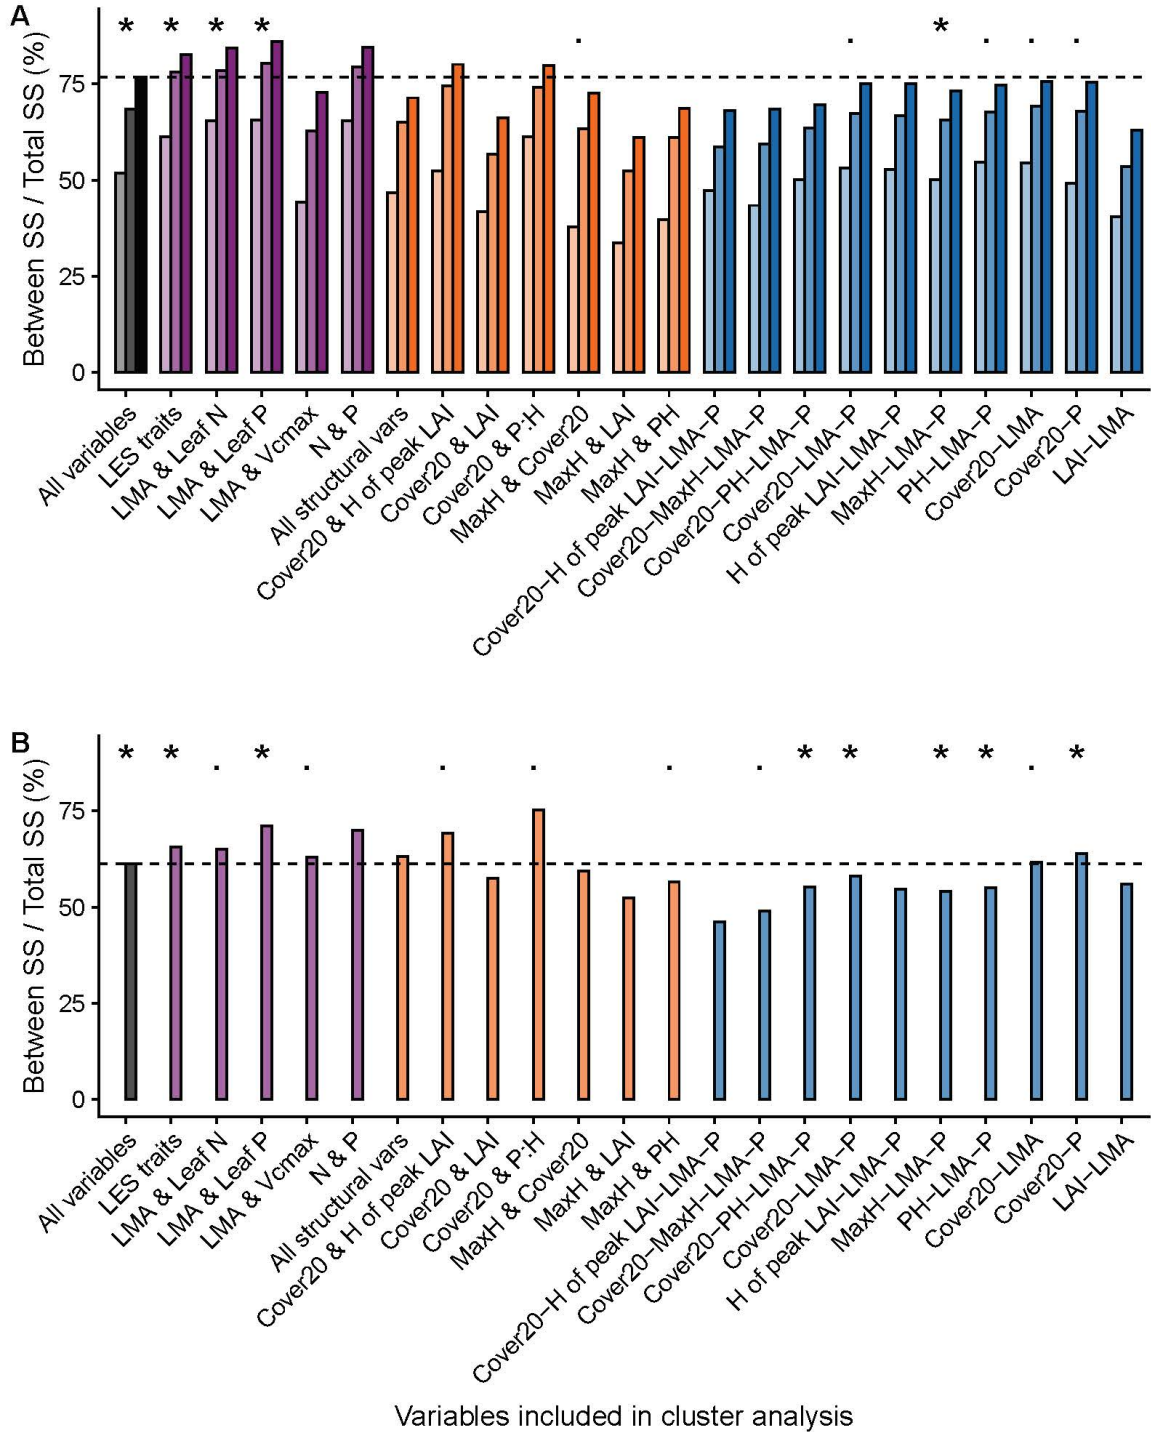 A
* * * * . . * . . .
Between SS / Total SS (%)
75
50
25
0
All variables
LES traits
LMA & Leaf N
LMA & Leaf P
LMA & Vcmax
N & P
All structural vars
Cover20 & H of peak LAI
Cover20 & LAI
Cover20 & P:H
MaxH & Cover20
MaxH & LAI
MaxH & PH
Cover20−H of peak LAI−LMA−P
Cover20−MaxH−LMA−P
Cover20−PH−LMA−P
Cover20−LMA−P
H of peak LAI−LMA−P
MaxH−LMA−P
PH−LMA−P
Cover20−LMA
Cover20−P
LAI−LMA
B
* * . * . . . . . * * * * . *
Between SS / Total SS (%)
75
50
25
0
All variables
LES traits
LMA & Leaf N
LMA & Leaf P
LMA & Vcmax
N & P
All structural vars
Cover20 & H of peak LAI
Cover20 & LAI
Cover20 & P:H
MaxH & Cover20
MaxH & LAI
MaxH & PH
Cover20−H of peak LAI−LMA−P
Cover20−MaxH−LMA−P
Cover20−PH−LMA−P
Cover20−LMA−P
H of peak LAI−LMA−P
MaxH−LMA−P
PH−LMA−P
Cover20−LMA
Cover20−P
LAI−LMA
Variables included in cluster analysis